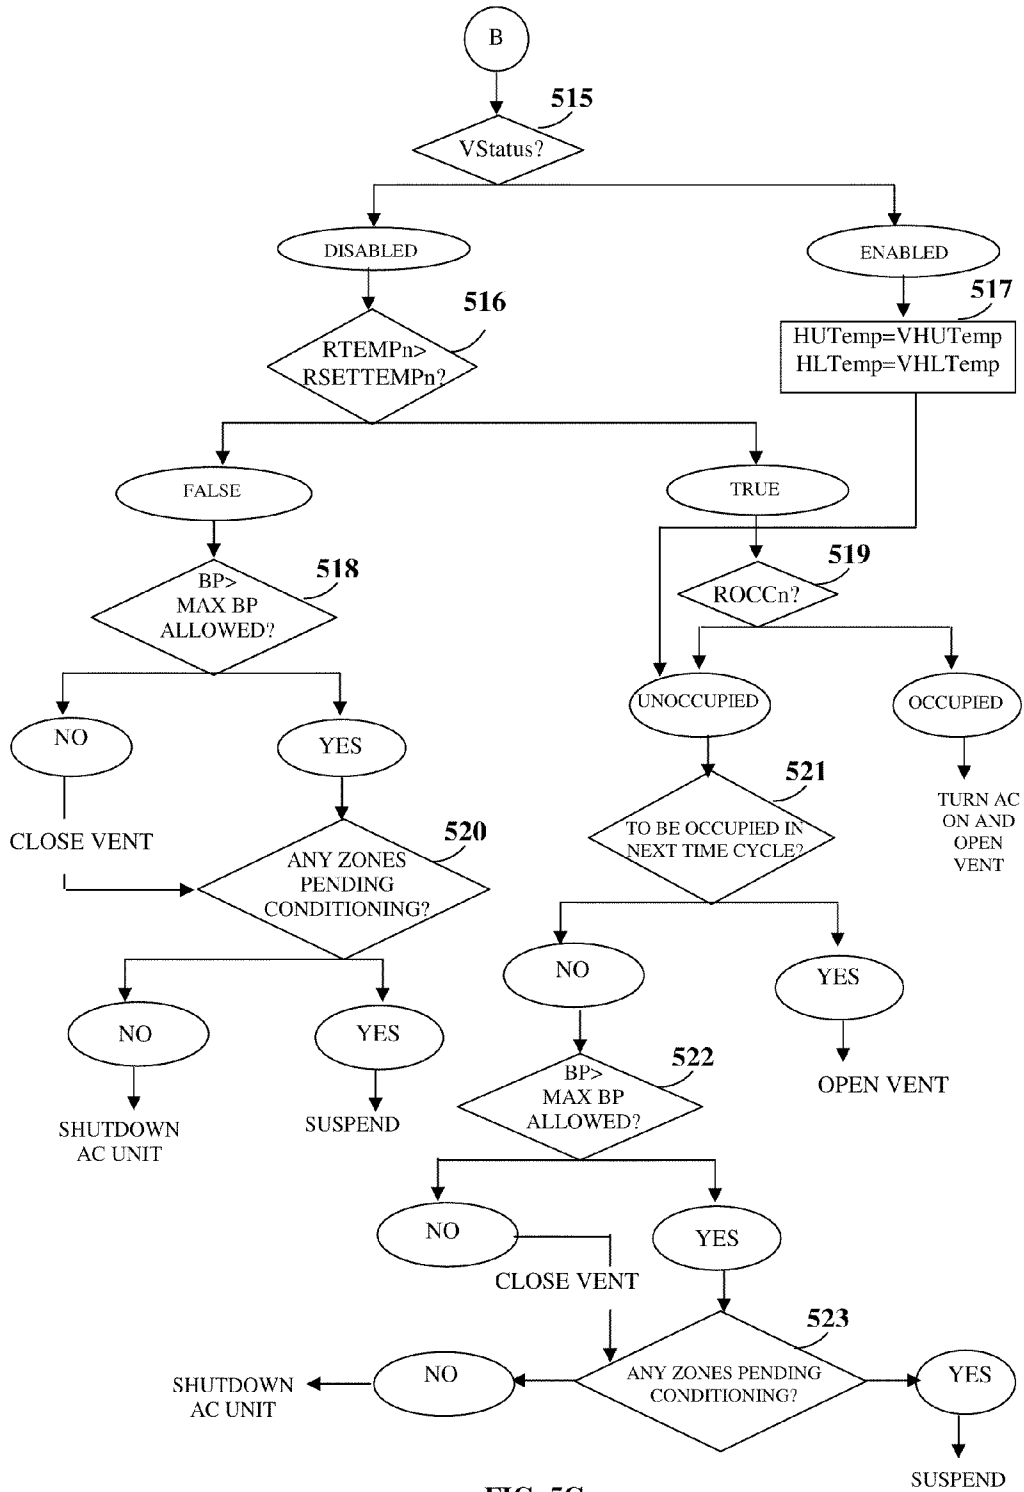 B
515
VStatus?
DISABLED
ENABLED
516
517
RTEMPn>
RSETTEMPn?
HUTemp=VHUTemp
HLTemp=VHLTemp
FALSE
TRUE
518
519
BP>
MAX BP
ALLOWED?
ROCCn?
UNOCCUPIED
OCCUPIED
NO
YES
521
TURN AC
ON AND
OPEN
VENT
CLOSE VENT
520
TO BE OCCUPIED IN
NEXT TIME CYCLE?
ANY ZONES
PENDING
CONDITIONING?
NO
YES
NO
YES
522
BP>
MAX BP
ALLOWED?
OPEN VENT
SHUTDOWN
AC UNIT
SUSPEND
NO
YES
CLOSE VENT
523
SHUTDOWN
AC UNIT
NO
ANY ZONES PENDING
CONDITIONING?
YES
SUSPEND